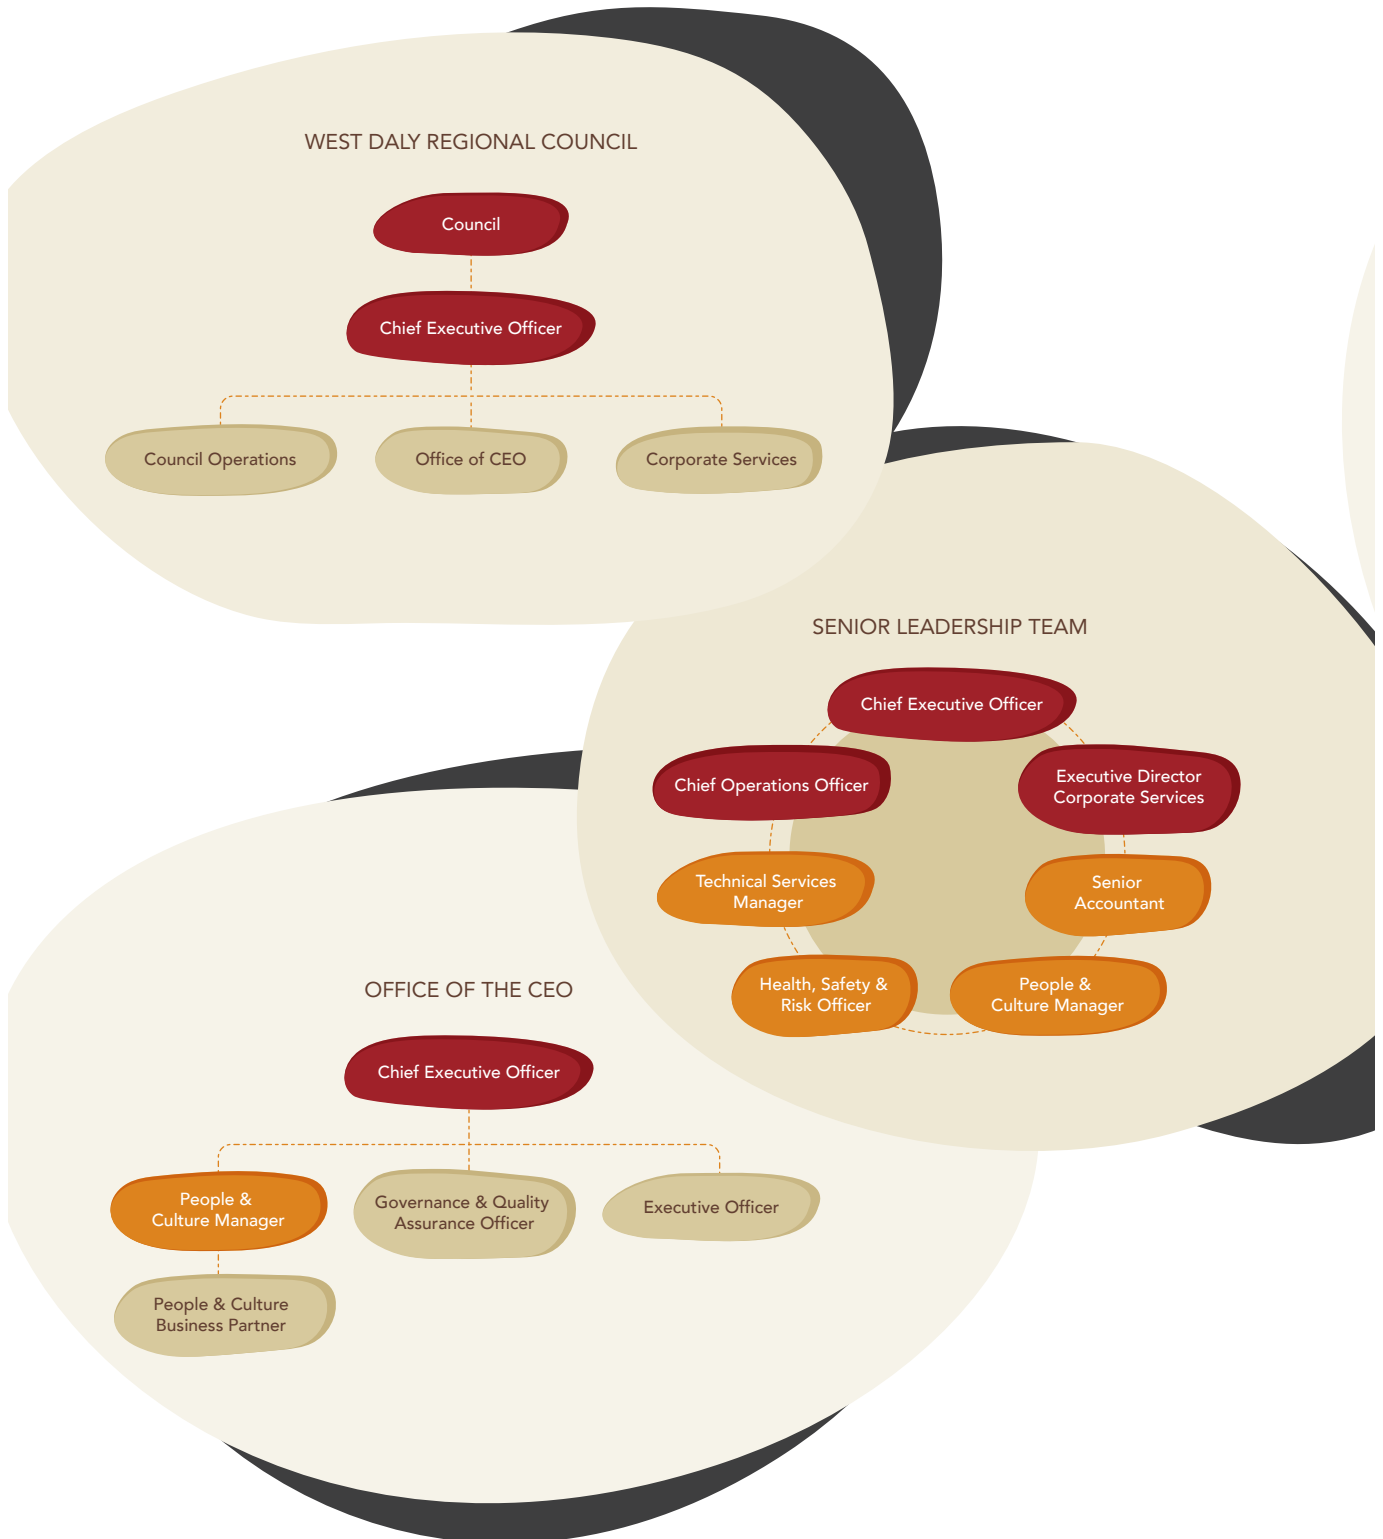 WEST DALY REGIONAL COUNCIL
Council
Chief Executive Officer
Council Operations
Office of CEO
Corporate Services
SENIOR LEADERSHIP TEAM
Chief Executive Officer
Chief Operations Officer
Executive Director
Corporate Services
Technical Services
Manager
Senior
Accountant
Health, Safety &
Risk Officer
People &
Culture Manager
OFFICE OF THE CEO
Chief Executive Officer
People &
Culture Manager
Governance & Quality
Assurance Officer
Executive Officer
People & Culture
Business Partner